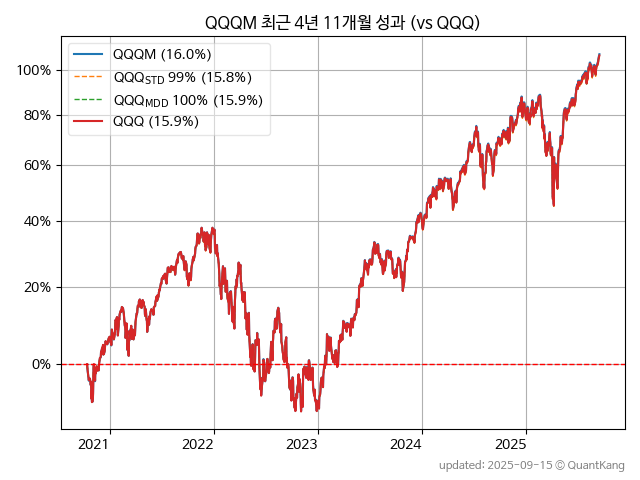 QQQM 최근 4년 11개월 성과 (vs QQQ)
QQQM (16.0%)
QQQSTD 99% (15.8%)
QQQMDD 100% (15.9%)
QQQ (15.9%)
100%
80%
60%
40%
20%
0%
2021 2022 2023 2024 2025
updated: 2025-09-15 © QuantKang